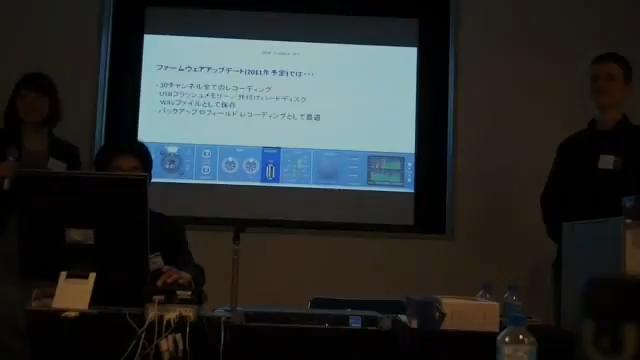 ファームウェアアップデート(2011年予定)では・・・
・30チャンネル全てのレコーディング
・USBフラッシュメモリー／外付けハードディスク
・WAVファイルとして保存
・バックアップやフィールドレコーディングとして最適